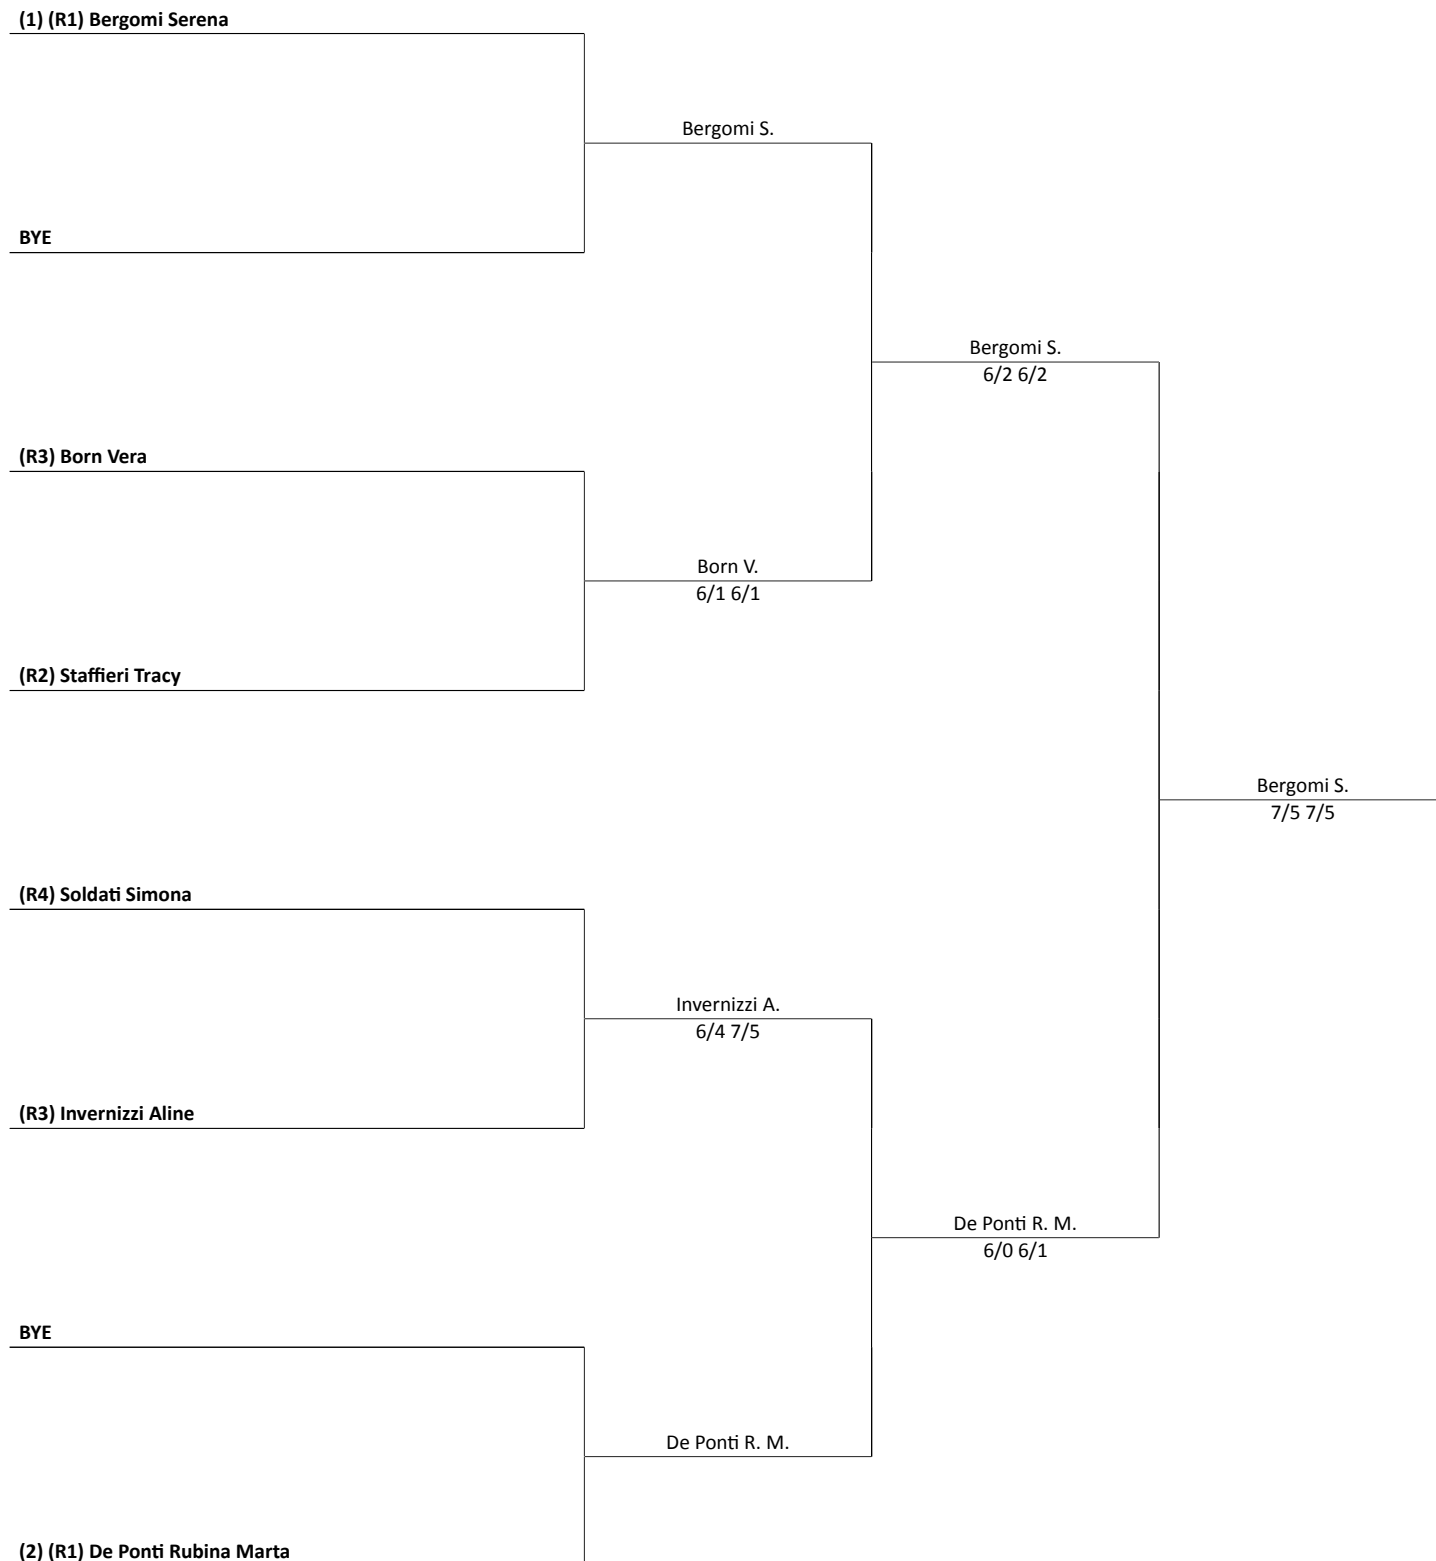 (1) (R1) Bergomi Serena
Bergomi S.
BYE
Bergomi S.
6/2 6/2
(R3) Born Vera
Born V.
6/1 6/1
(R2) Staffieri Tracy
Bergomi S.
7/5 7/5
(R4) Soldati Simona
Invernizzi A.
6/4 7/5
(R3) Invernizzi Aline
De Ponti R. M.
6/0 6/1
BYE
De Ponti R. M.
(2) (R1) De Ponti Rubina Marta